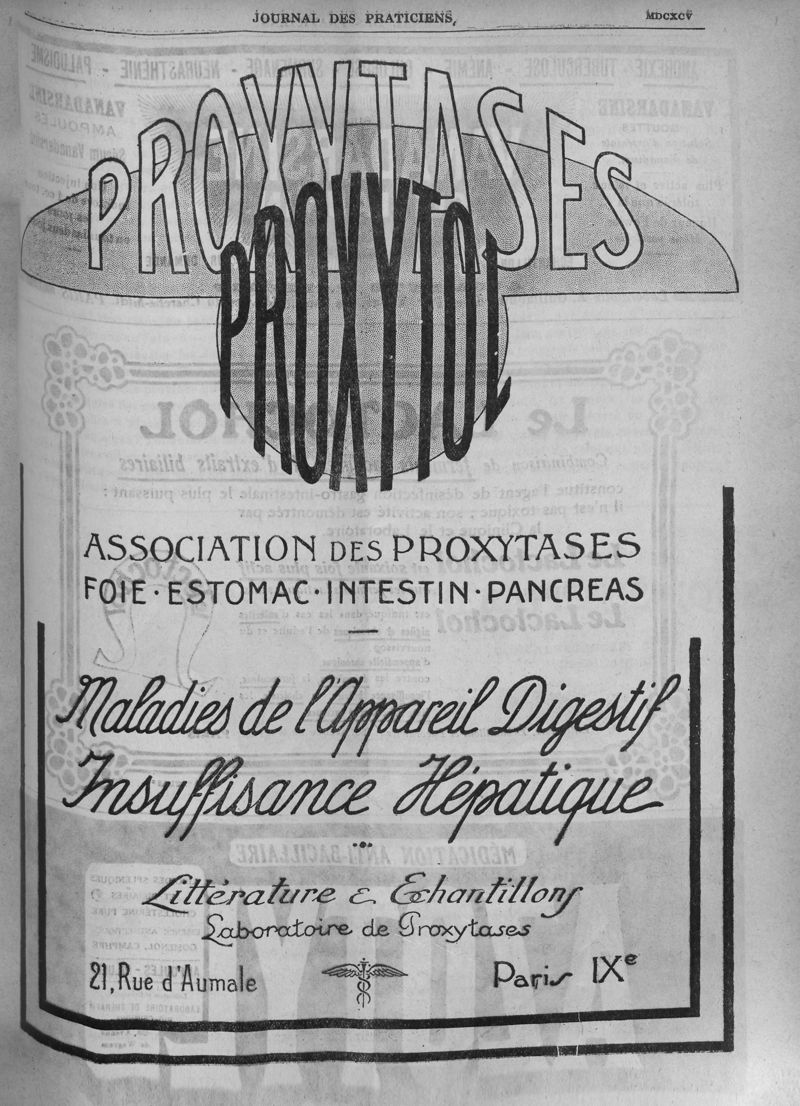 JOURNAL DES PRATICIENS,
MDCXCV
PROXYTASES
PROXYTOL
ASSOCIATION DES PROXYTASES
FOIE · ESTOMAC · INTESTIN · PANCREAS
Maladies de l'Appareil Digestif
Insuffisance Hépatique
Littérature & Echantillons
Laboratoire de Proxytases
21, Rue d'Aumale
Paris IXe